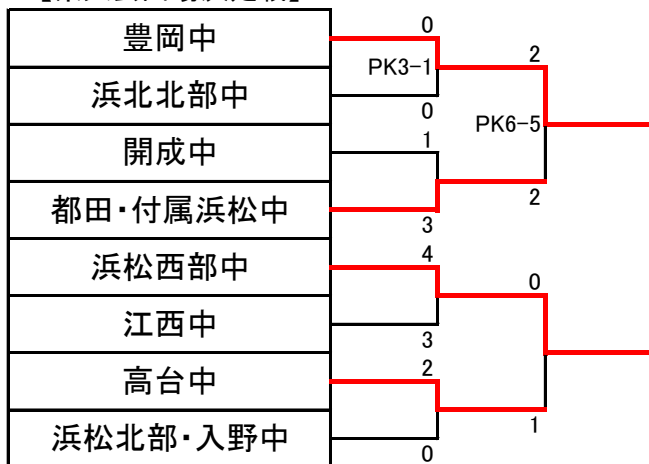 豊岡中
0
PK3-1
2
浜北北部中
0
PK6-5
開成中
1
都田・付属浜松中
3
2
浜松西部中
4
0
江西中
3
高台中
2
1
浜松北部・入野中
0